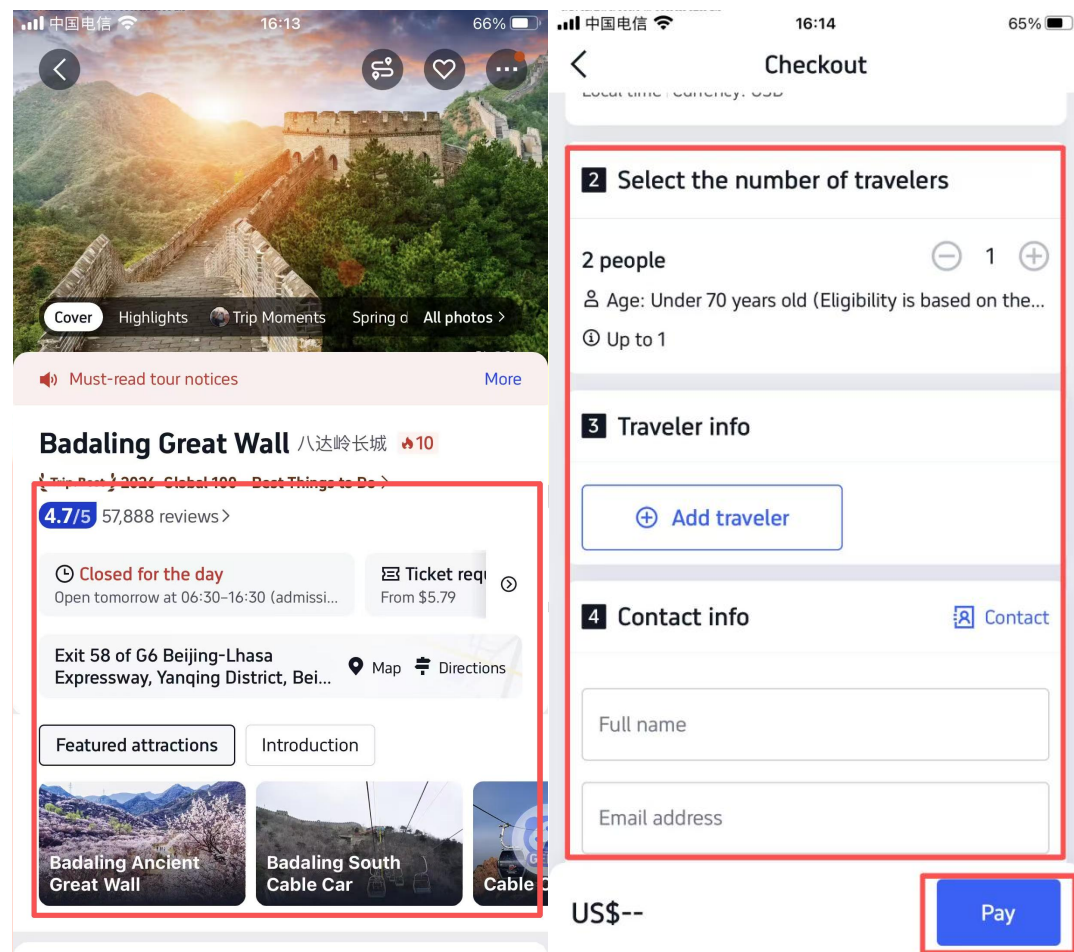 中国电信
16:13
66%
Cover
Highlights
Trip Moments
Spring a
All photos >
Must-read tour notices
More
Badaling Great Wall 八达岭长城 10
Trip.Best 2026 Global 100 – Best Things to Do >
4.7/5 57,888 reviews >
Closed for the day
Open tomorrow at 06:30–16:30 (admissi...
Ticket requ
From $5.79
Exit 58 of G6 Beijing-Lhasa
Expressway, Yanqing District, Bei...
Map
Directions
Featured attractions
Introduction
Badaling Ancient
Great Wall
Badaling South
Cable Car
Cable C
中国电信
16:14
65%
Checkout
Local time | Currency: USD
2 Select the number of travelers
2 people
1
Age: Under 70 years old (Eligibility is based on the...
Up to 1
3 Traveler info
Add traveler
4 Contact info
Contact
Full name
Email address
US$--
Pay